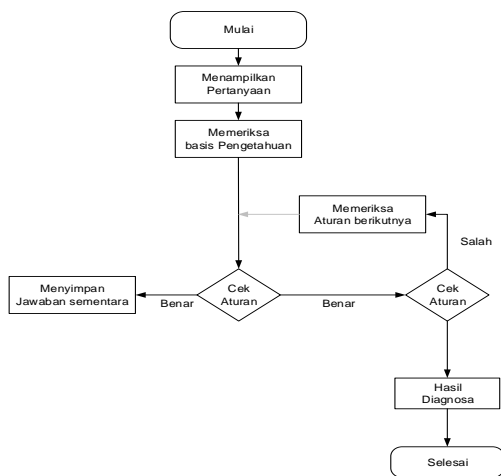 Mulai
Menampilkan
Pertanyaan
Memeriksa
basis Pengetahuan
Memeriksa
Aturan berikutnya
Salah
Menyimpan
Jawaban sementara
Benar
Cek
Aturan
Benar
Cek
Aturan
Hasil
Diagnosa
Selesai